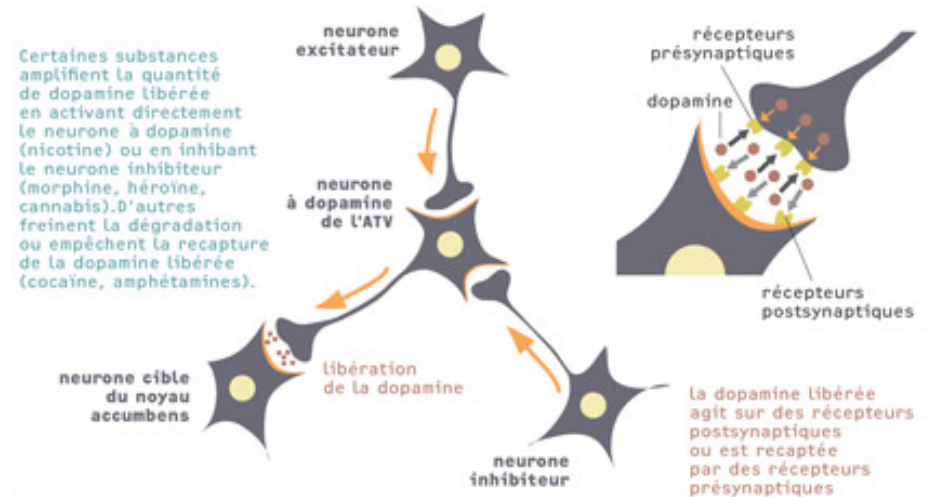 Certaines substances
amplifient la quantité
de dopamine libérée
en activant directement
le neurone à dopamine
(nicotine) ou en inhibant
le neurone inhibiteur
(morphine, héroïne,
cannabis).D'autres
freinent la dégradation
ou empêchent la recapture
de la dopamine libérée
(cocaïne, amphétamines).
neurone
excitateur
neurone
à dopamine
de l'ATV
neurone cible
du noyau
accumbens
libération
de la dopamine
neurone
inhibiteur
récepteurs
présynaptiques
dopamine
récepteurs
postsynaptiques
la dopamine libérée
agit sur des récepteurs
postsynaptiques
ou est recaptée
par des récepteurs
présynaptiques